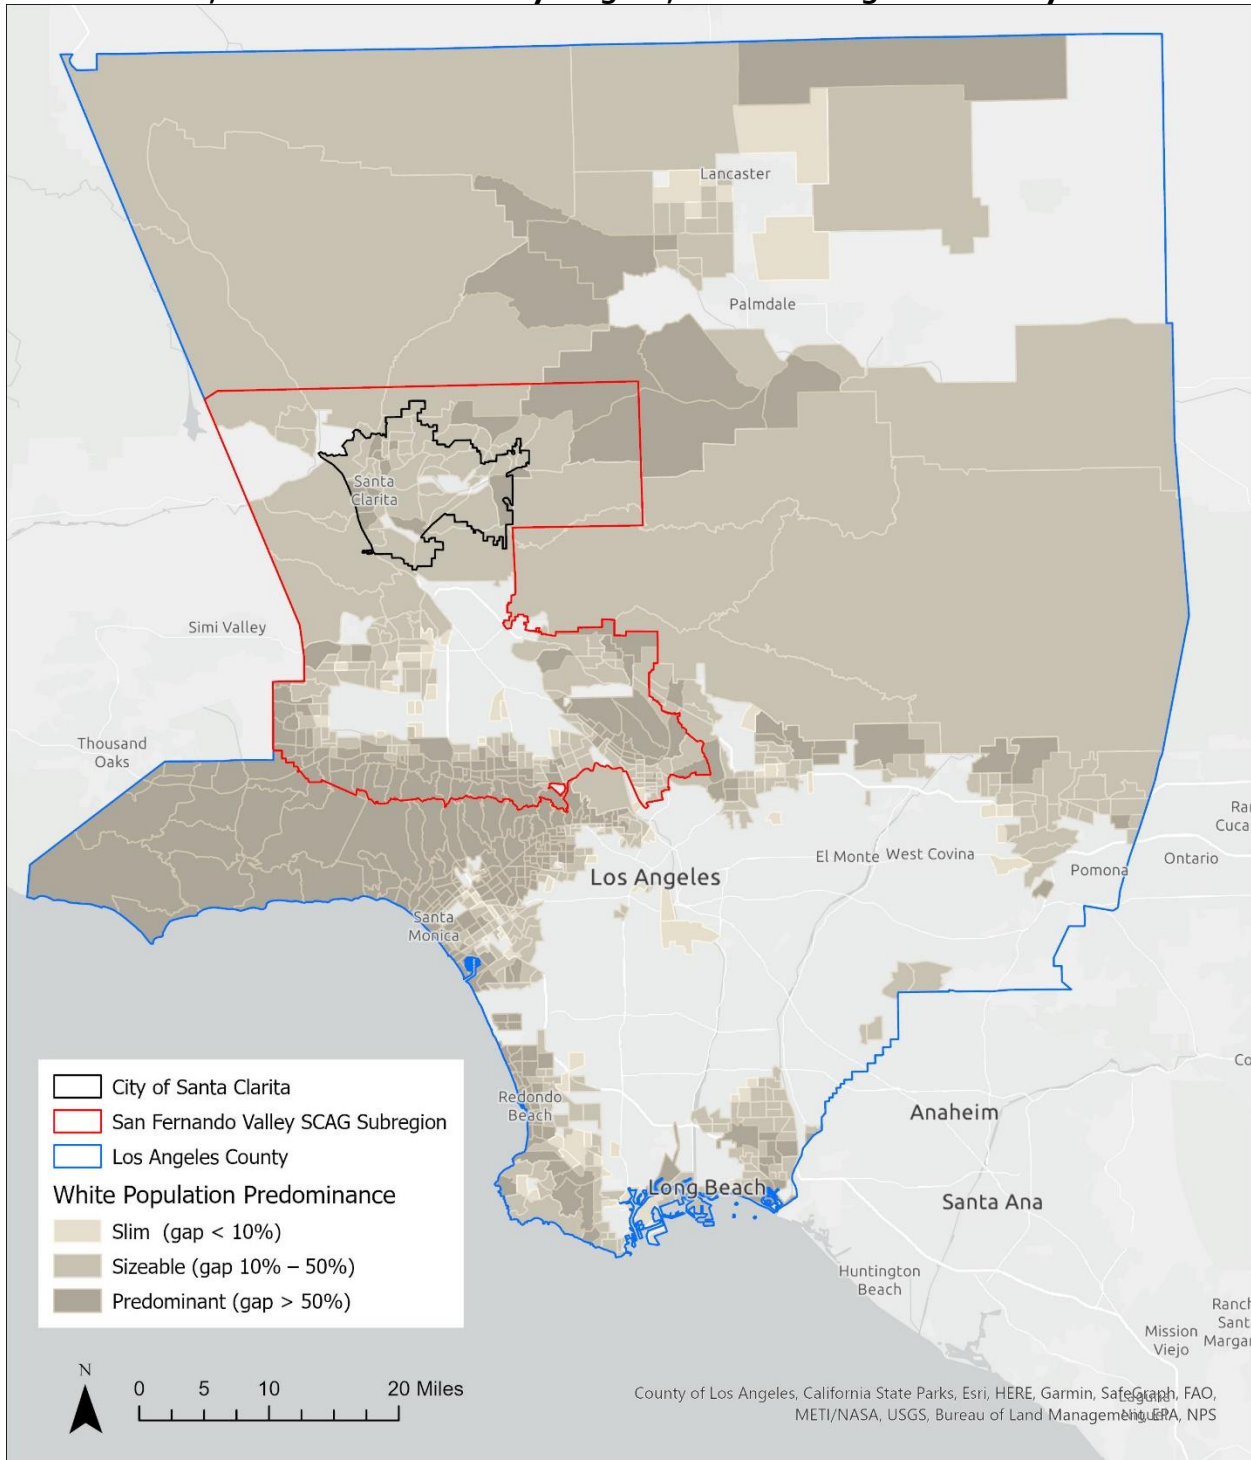 Lancaster
Palmdale
Santa
Clarita
Simi Valley
Thousand
Oaks
El Monte
West Covina
Pomona
Ontario
Los Angeles
Santa
Monica
Redondo
Beach
Anaheim
Long Beach
Santa Ana
Huntington
Beach
Mission
Viejo
City of Santa Clarita
San Fernando Valley SCAG Subregion
Los Angeles County
White Population Predominance
Slim (gap < 10%)
Sizeable (gap 10% – 50%)
Predominant (gap > 50%)
N
0 5 10 20 Miles
County of Los Angeles, California State Parks, Esri, HERE, Garmin, SafeGraph, FAO,
METI/NASA, USGS, Bureau of Land Management, EPA, NPS